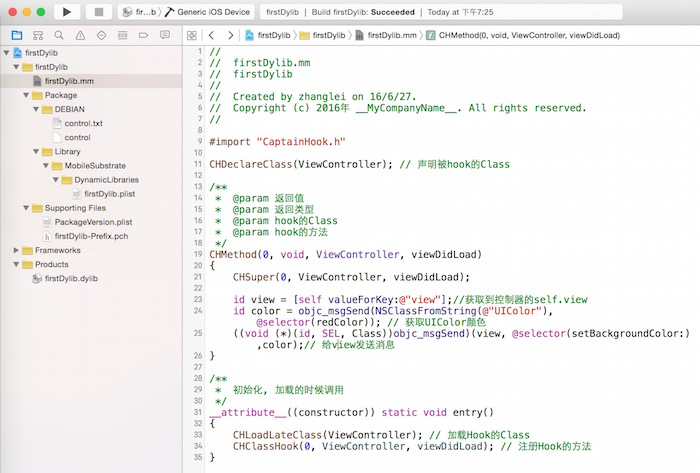 fir...b
Generic iOS Device
firstDylib
Build firstDylib: Succeeded
Today at 下午7:25
firstDylib
firstDylib
firstDylib
firstDylib.mm
CHMethod(0, void, ViewController, viewDidLoad)
firstDylib
firstDylib.mm
Package
DEBIAN
control.txt
control
Library
MobileSubstrate
DynamicLibraries
firstDylib.plist
Supporting Files
PackageVersion.plist
firstDylib-Prefix.pch
Frameworks
Products
firstDylib.dylib
1 //
2 //  firstDylib.mm
3 //  firstDylib
4 //
5 //  Created by zhanglei on 16/6/27.
6 //  Copyright (c) 2016年 __MyCompanyName__. All rights reserved.
7 //
8
9 #import "CaptainHook.h"
10
11 CHDeclareClass(ViewController); // 声明被hook的Class
12
13 /**
14  *  @param 返回值
15  *  @param 返回类型
16  *  @param hook的Class
17  *  @param hook的方法
18  */
19 CHMethod(0, void, ViewController, viewDidLoad)
20 {
21     CHSuper(0, ViewController, viewDidLoad);
22
23     id view = [self valueForKey:@"view"];//获取到控制器的self.view
24     id color = objc_msgSend(NSClassFromString(@"UIColor"),
@selector(redColor)); // 获取UIColor颜色
25     ((void (*)(id, SEL, Class))objc_msgSend)(view, @selector(setBackgroundColor:)
,color);// 给view发送消息
26 }
27
28 /**
29  *  初始化, 加载的时候调用
30  */
31 __attribute__((constructor)) static void entry()
32 {
33     CHLoadLateClass(ViewController); // 加载Hook的Class
34     CHClassHook(0, ViewController, viewDidLoad); // 注册Hook的方法
35 }